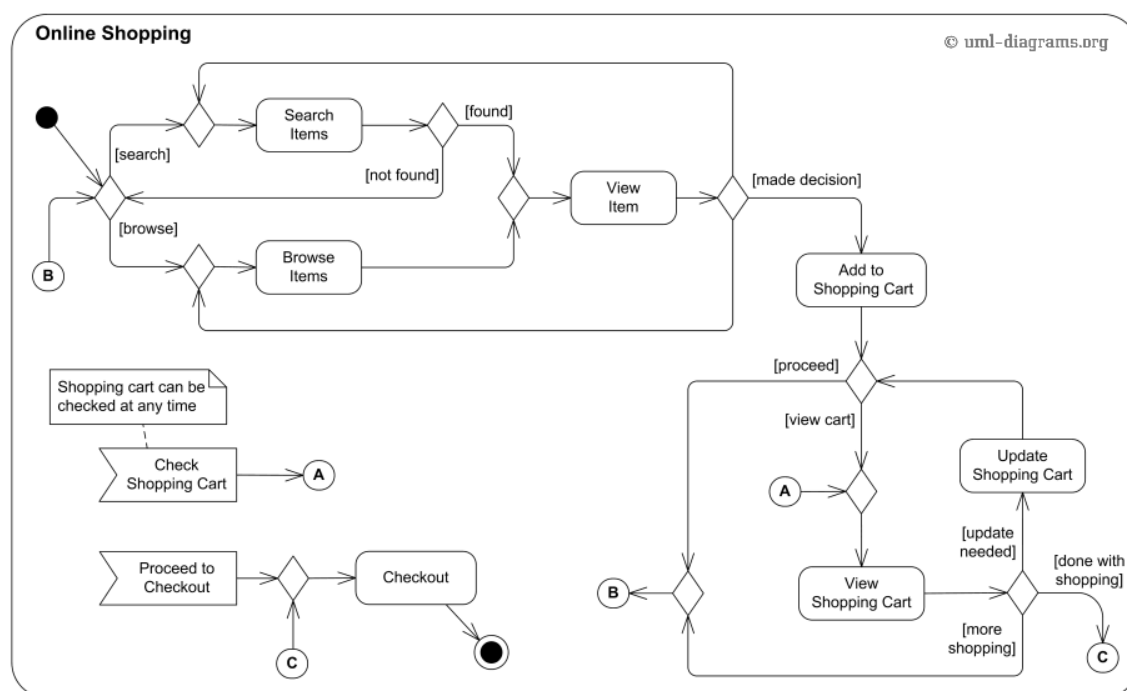 Online Shopping
© uml-diagrams.org
Search
Items
[found]
[search]
[not found]
View
Item
[made decision]
[browse]
B
Browse
Items
Add to
Shopping Cart
Shopping cart can be
checked at any time
[proceed]
[view cart]
Check
Shopping Cart
A
A
Update
Shopping Cart
[update
needed]
Proceed to
Checkout
Checkout
B
View
Shopping Cart
[done with
shopping]
[more
shopping]
C
C